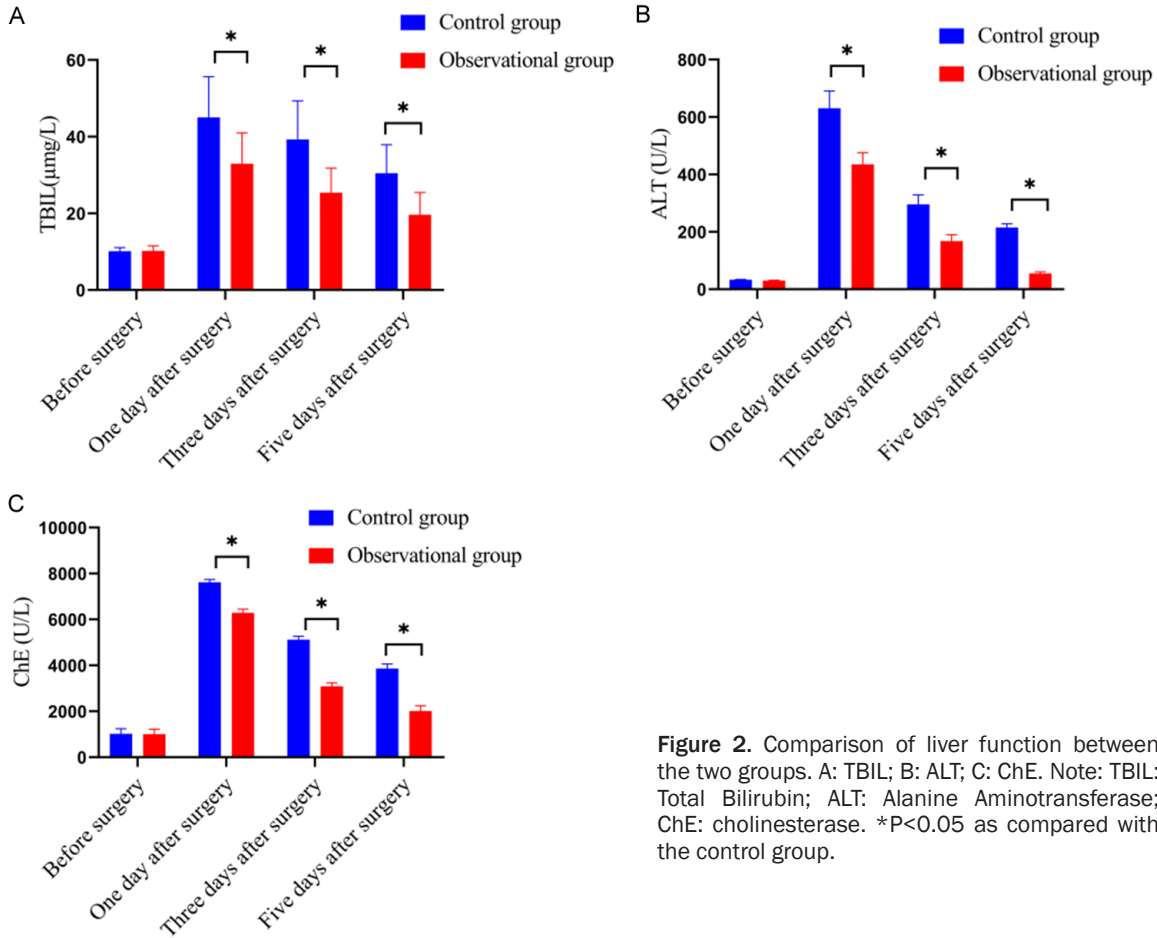 A
Control group
Observational group
TBIL(μmg/L)
60
40
20
0
*
*
*
Before surgery
One day after surgery
Three days after surgery
Five days after surgery
B
Control group
Observational group
ALT (U/L)
800
600
400
200
0
*
*
*
Before surgery
One day after surgery
Three days after surgery
Five days after surgery
C
Control group
Observational group
ChE (U/L)
10000
8000
6000
4000
2000
0
*
*
*
Before surgery
One day after surgery
Three days after surgery
Five days after surgery
Figure 2. Comparison of liver function between
the two groups. A: TBIL; B: ALT; C: ChE. Note: TBIL:
Total Bilirubin; ALT: Alanine Aminotransferase;
ChE: cholinesterase. *P<0.05 as compared with
the control group.